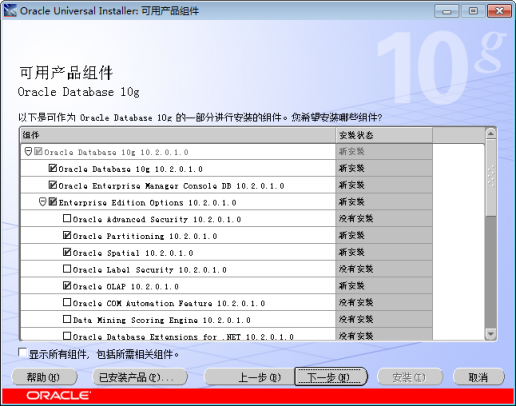 Oracle Universal Installer: 可用产品组件
10g
可用产品组件
Oracle Database 10g
以下是可作为 Oracle Database 10g 的一部分进行安装的组件。您希望安装哪些组件?
组件 安装状态
Oracle Database 10g 10.2.0.1.0 新安装
Oracle Database 10g 10.2.0.1.0 新安装
Oracle Enterprise Manager Console DB 10.2.0.1.0 新安装
Enterprise Edition Options 10.2.0.1.0 新安装
Oracle Advanced Security 10.2.0.1.0 没有安装
Oracle Partitioning 10.2.0.1.0 新安装
Oracle Spatial 10.2.0.1.0 新安装
Oracle Label Security 10.2.0.1.0 没有安装
Oracle OLAP 10.2.0.1.0 新安装
Oracle COM Automation Feature 10.2.0.1.0 没有安装
Data Mining Scoring Engine 10.2.0.1.0 没有安装
Oracle Database Extensions for .NET 10.2.0.1.0 没有安装
显示所有组件, 包括所需相关组件。
帮助(H) 已安装产品(P)... 上一步(B) 下一步(N) 安装(I) 取消
ORACLE